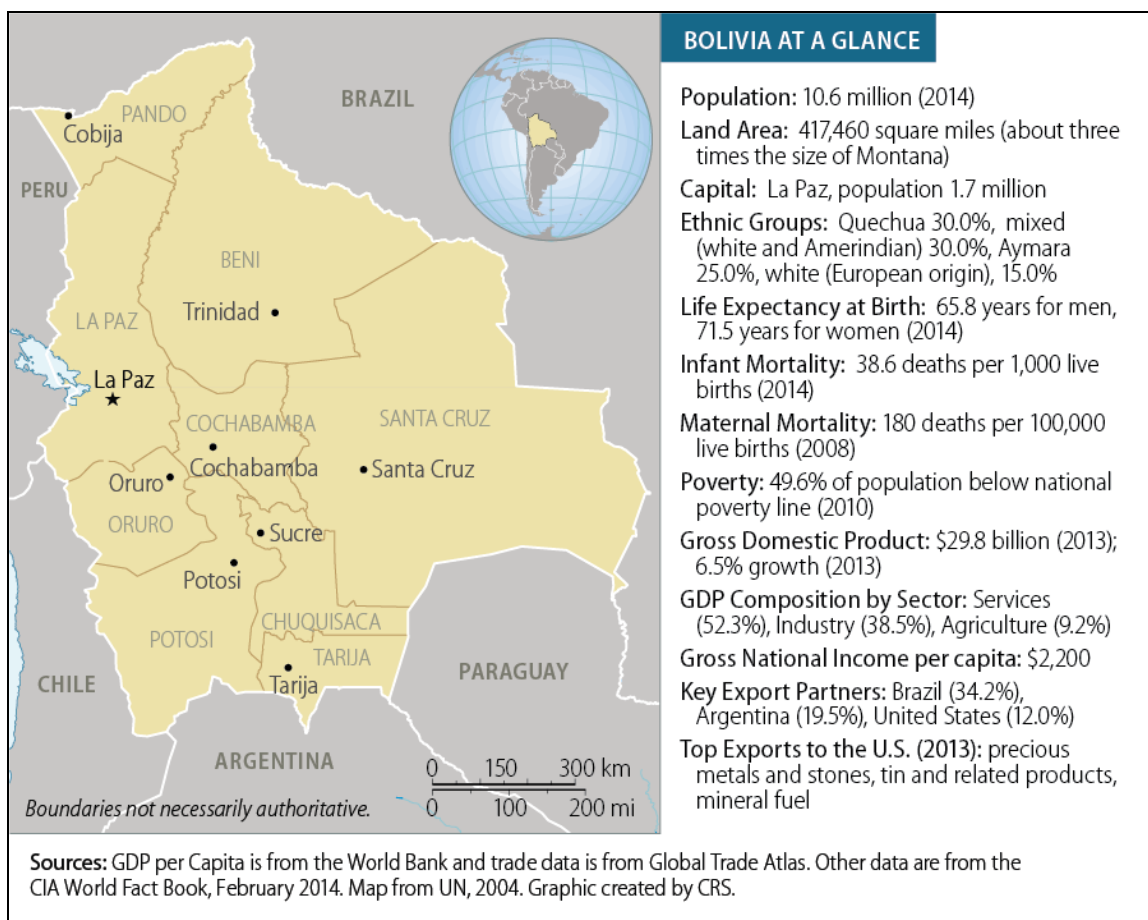 BRAZIL
PANDO
Cobija
PERU
BENI
Trinidad
LA PAZ
La Paz
COCHABAMBA
Cochabamba
SANTA CRUZ
Santa Cruz
Oruro
ORURO
Sucre
Potosi
POTOSI
CHUQUISACA
TARIJA
Tarija
PARAGUAY
CHILE
ARGENTINA
0 150 300 km
0 100 200 mi
Boundaries not necessarily authoritative.
BOLIVIA AT A GLANCE
Population: 10.6 million (2014)
Land Area: 417,460 square miles (about three
times the size of Montana)
Capital: La Paz, population 1.7 million
Ethnic Groups: Quechua 30.0%, mixed
(white and Amerindian) 30.0%, Aymara
25.0%, white (European origin), 15.0%
Life Expectancy at Birth: 65.8 years for men,
71.5 years for women (2014)
Infant Mortality: 38.6 deaths per 1,000 live
births (2014)
Maternal Mortality: 180 deaths per 100,000
live births (2008)
Poverty: 49.6% of population below national
poverty line (2010)
Gross Domestic Product: $29.8 billion (2013);
6.5% growth (2013)
GDP Composition by Sector: Services
(52.3%), Industry (38.5%), Agriculture (9.2%)
Gross National Income per capita: $2,200
Key Export Partners: Brazil (34.2%),
Argentina (19.5%), United States (12.0%)
Top Exports to the U.S. (2013): precious
metals and stones, tin and related products,
mineral fuel
Sources: GDP per Capita is from the World Bank and trade data is from Global Trade Atlas. Other data are from the
CIA World Fact Book, February 2014. Map from UN, 2004. Graphic created by CRS.